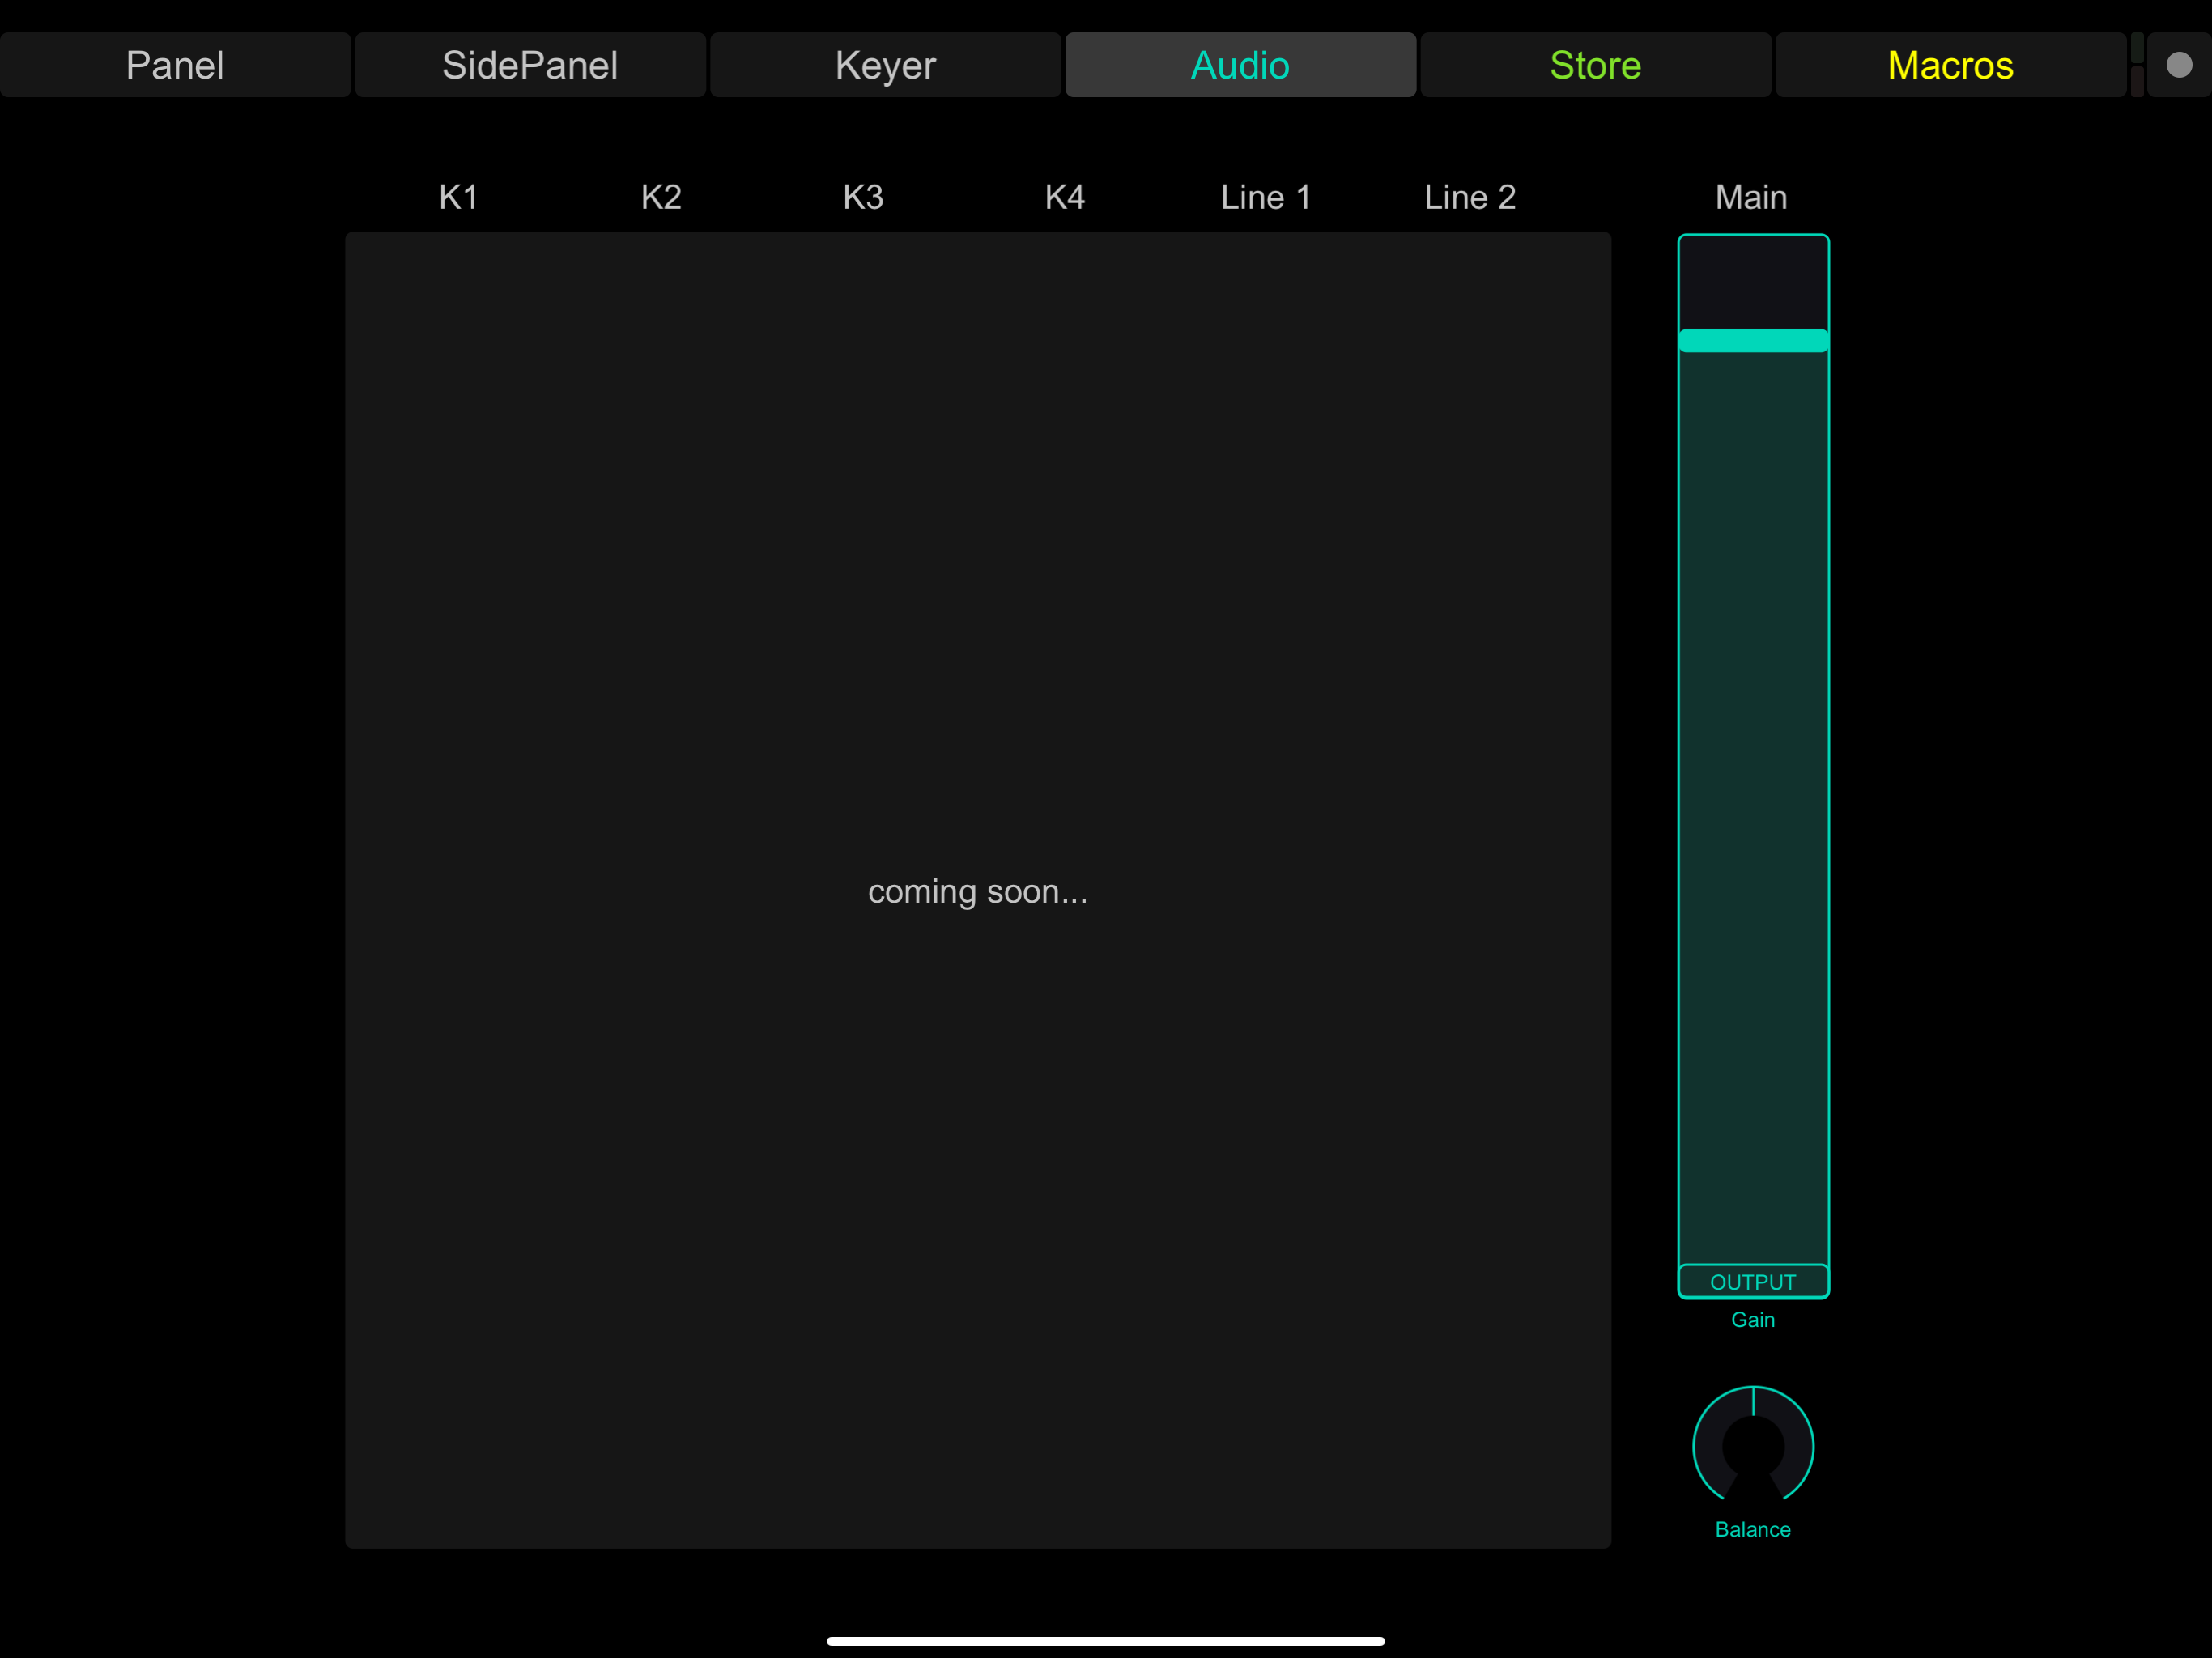 Panel SidePanel Keyer Audio Store Macros
K1 K2 K3 K4 Line 1 Line 2 Main
coming soon...
OUTPUT
Gain
Balance